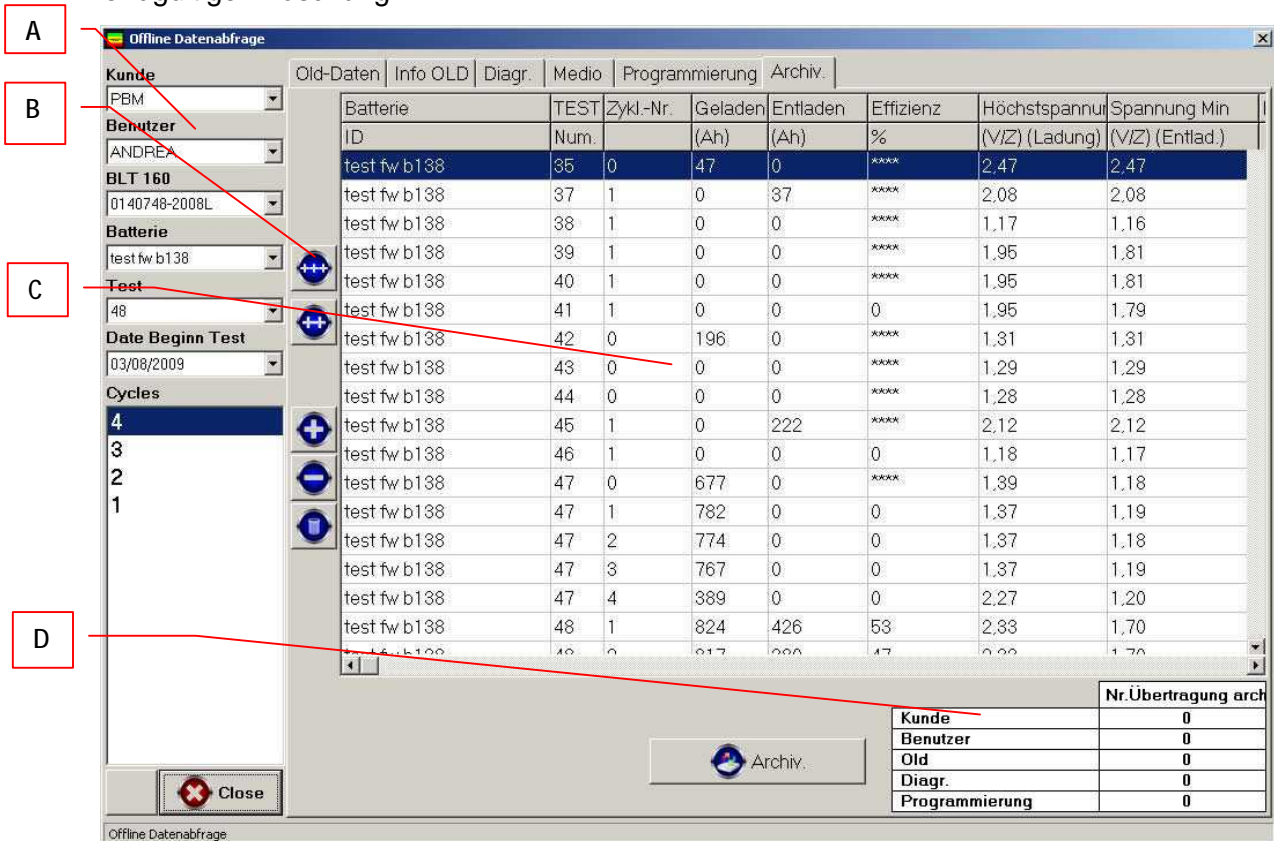 A
B
C
D
Offline Datenabfrage
Kunde
PBM
Benutzer
ANDREA
BLT 160
0140748-2008L
Batterie
test fw b138
Test
48
Date Beginn Test
03/08/2009
Cycles
4
3
2
1
Close
Old-Daten Info OLD Diagr. Medio Programmierung Archiv.
Batterie TEST Zykl.-Nr. Geladen Entladen Effizienz Höchstspannur Spannung Min
ID Num. (Ah) (Ah) % (V/Z) (Ladung) (V/Z) (Entlad.)
test fw b138 35 0 47 0 **** 2,47 2,47
test fw b138 37 1 0 37 **** 2,08 2,08
test fw b138 38 1 0 0 **** 1,17 1,16
test fw b138 39 1 0 0 **** 1,95 1,81
test fw b138 40 1 0 0 **** 1,95 1,81
test fw b138 41 1 0 0 0 1,95 1,79
test fw b138 42 0 196 0 **** 1,31 1,31
test fw b138 43 0 0 0 **** 1,29 1,29
test fw b138 44 0 0 0 **** 1,28 1,28
test fw b138 45 1 0 222 **** 2,12 2,12
test fw b138 46 1 0 0 0 1,18 1,17
test fw b138 47 0 677 0 **** 1,39 1,18
test fw b138 47 1 782 0 0 1,37 1,19
test fw b138 47 2 774 0 0 1,37 1,18
test fw b138 47 3 767 0 0 1,37 1,19
test fw b138 47 4 389 0 0 2,27 1,20
test fw b138 48 1 824 426 53 2,33 1,70
Archiv.
Nr.Übertragung arch
Kunde 0
Benutzer 0
Old 0
Diagr. 0
Programmierung 0
Offline Datenabfrage